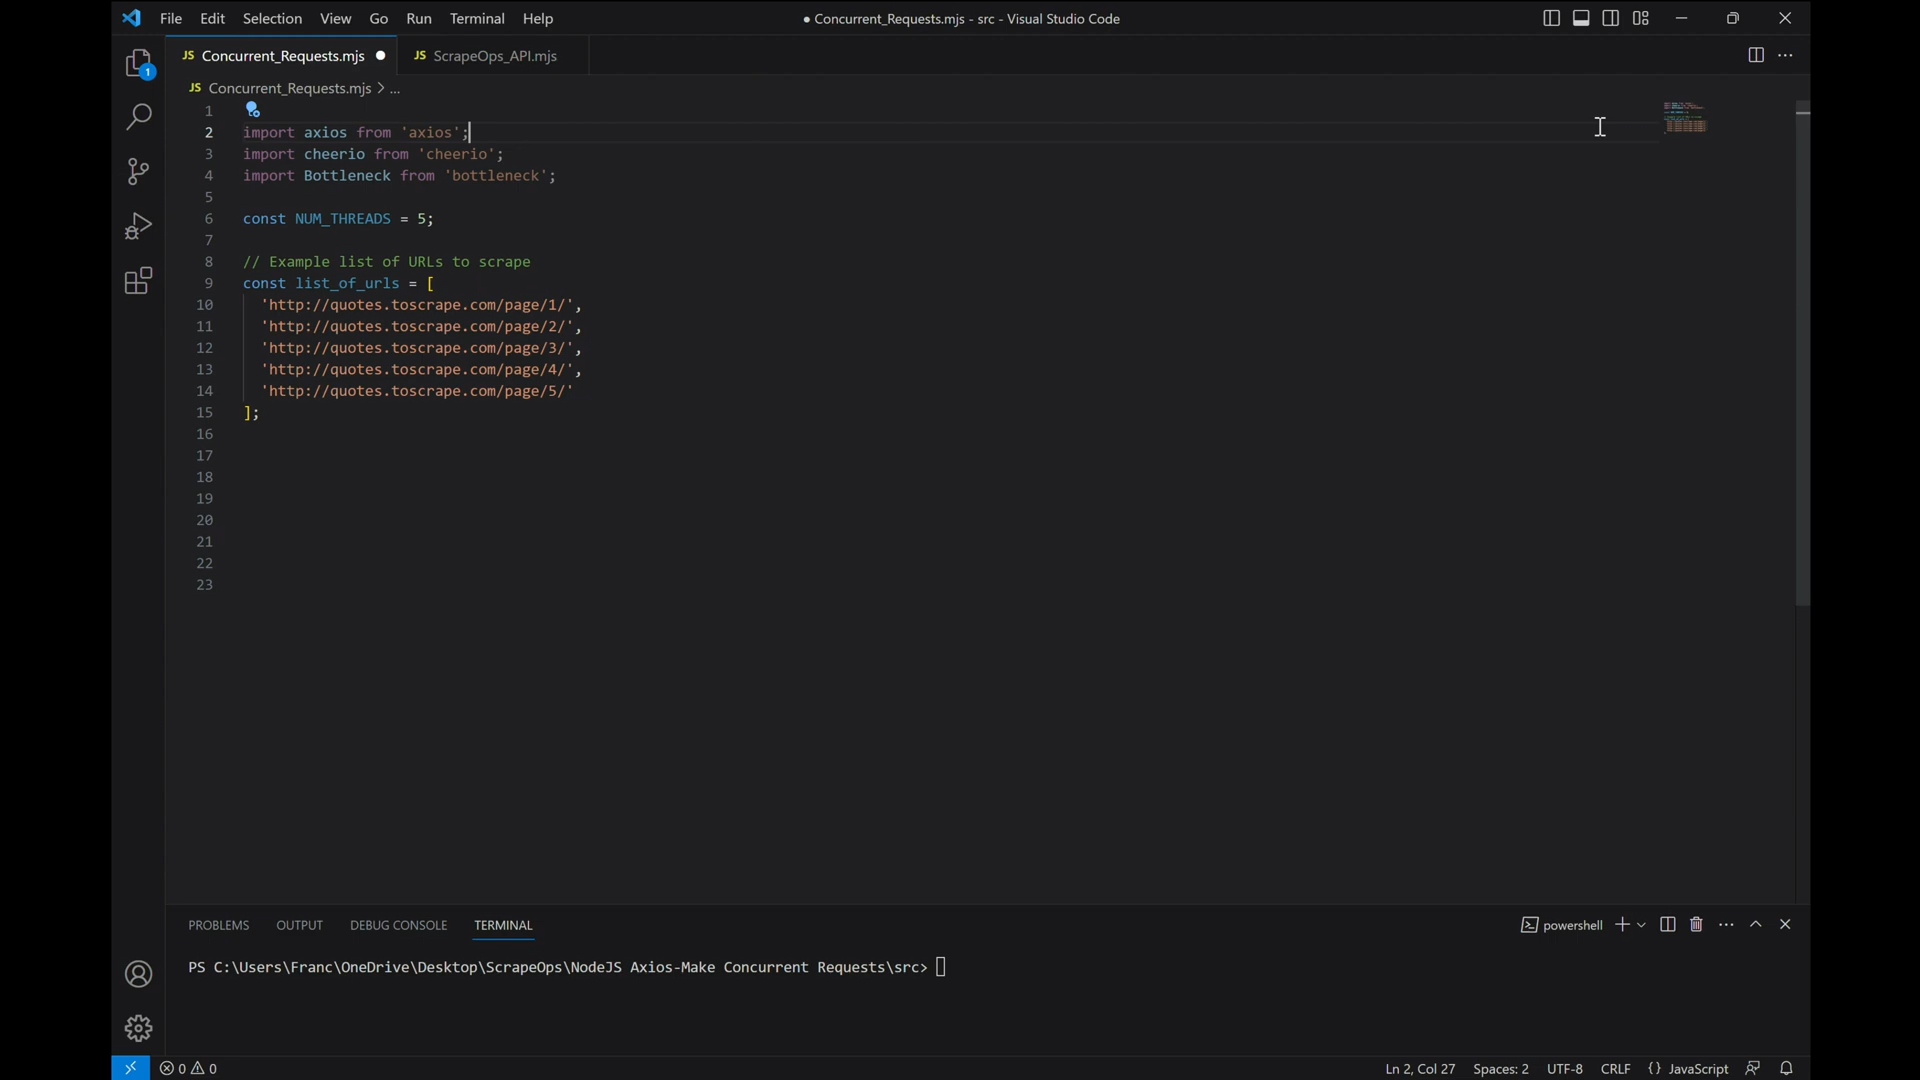 File Edit Selection View Go Run Terminal Help
● Concurrent_Requests.mjs - src - Visual Studio Code
JS Concurrent_Requests.mjs ●
JS ScrapeOps_API.mjs
1
JS Concurrent_Requests.mjs > ...
1
2 import axios from 'axios';
3 import cheerio from 'cheerio';
4 import Bottleneck from 'bottleneck';
5
6 const NUM_THREADS = 5;
7
8 // Example list of URLs to scrape
9 const list_of_urls = [
10 'http://quotes.toscrape.com/page/1/',
11 'http://quotes.toscrape.com/page/2/',
12 'http://quotes.toscrape.com/page/3/',
13 'http://quotes.toscrape.com/page/4/',
14 'http://quotes.toscrape.com/page/5/'
15 ];
16
17
18
19
20
21
22
23
PROBLEMS OUTPUT DEBUG CONSOLE TERMINAL
powershell
PS C:\Users\Franc\OneDrive\Desktop\ScrapeOps\NodeJS Axios-Make Concurrent Requests\src>
0 0
Ln 2, Col 27 Spaces: 2 UTF-8 CRLF {} JavaScript